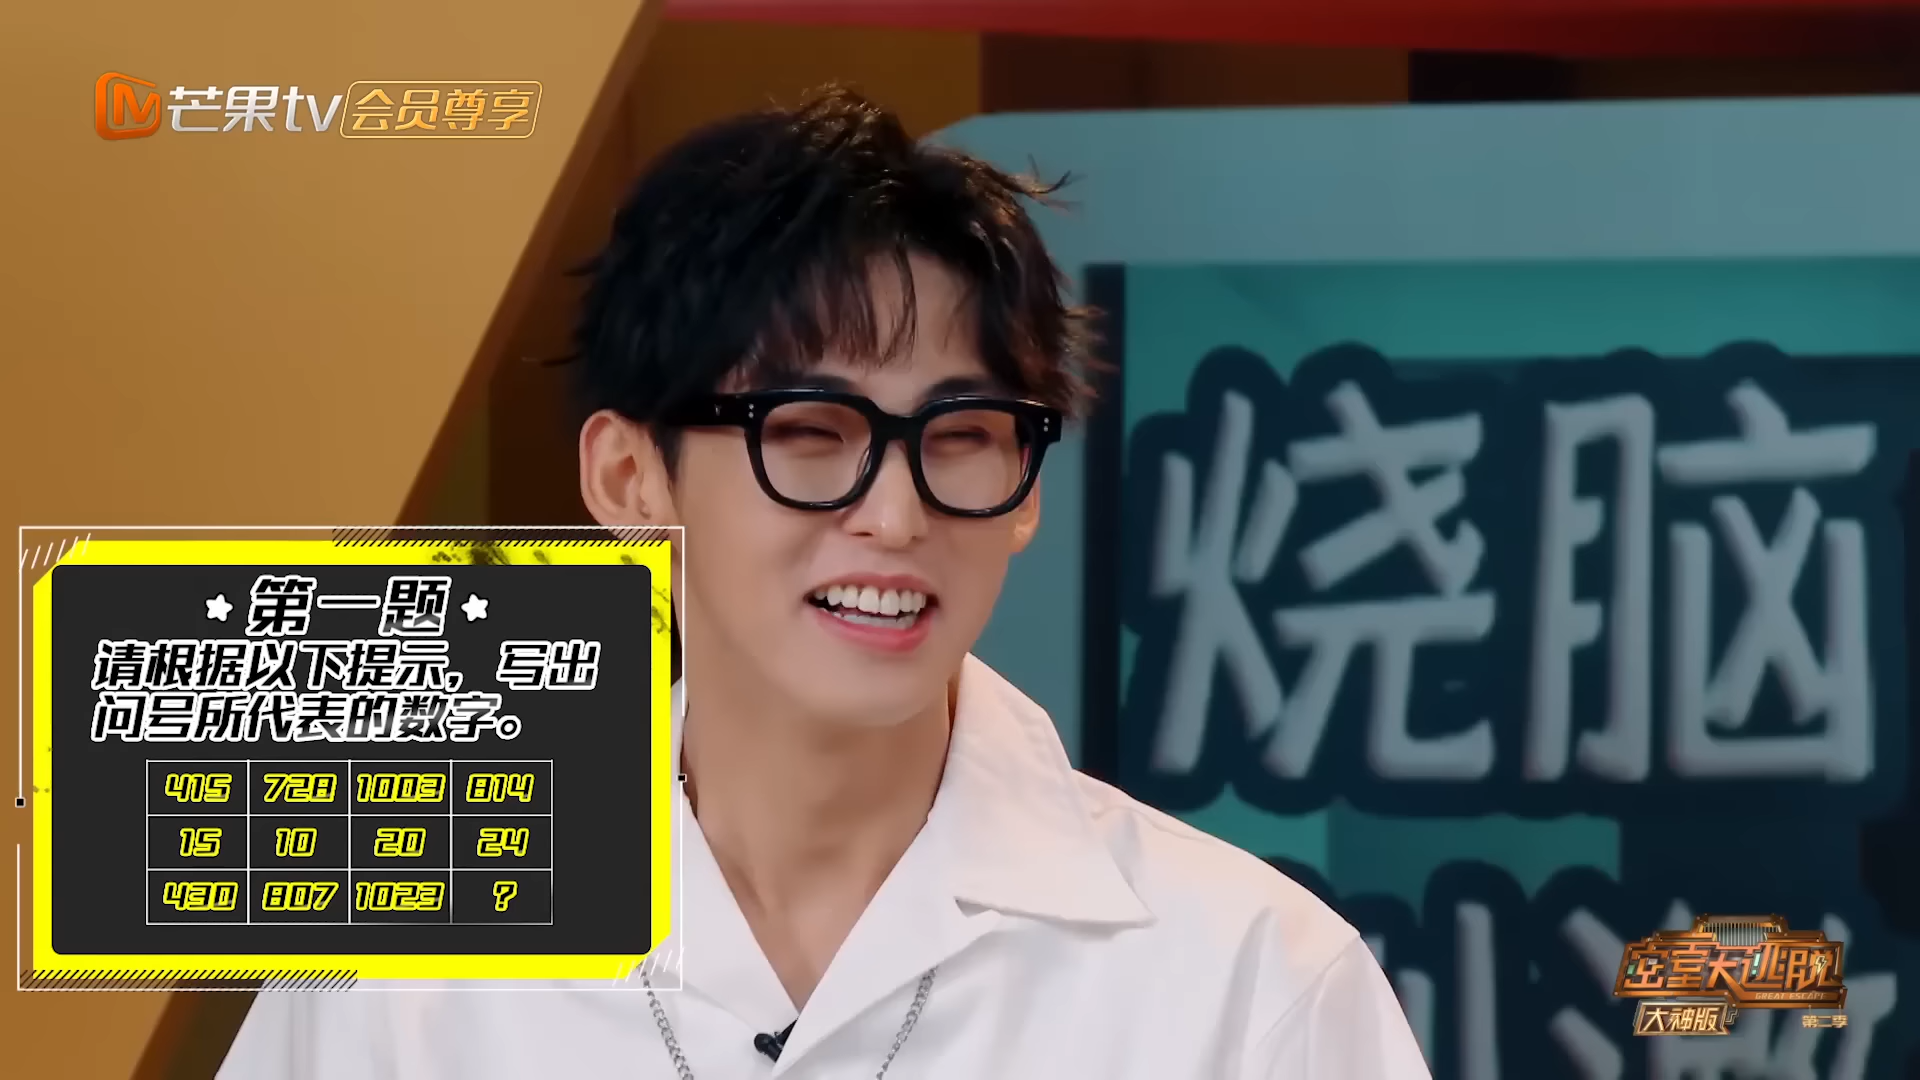 芒果tv会员尊享
烧脑
第一题
请根据以下提示，写出
问号所代表的数字。
415 728 1003 814
15 10 20 24
430 807 1023 ?
密室大逃脱
GREAT ESCAPE
大神版
第二季